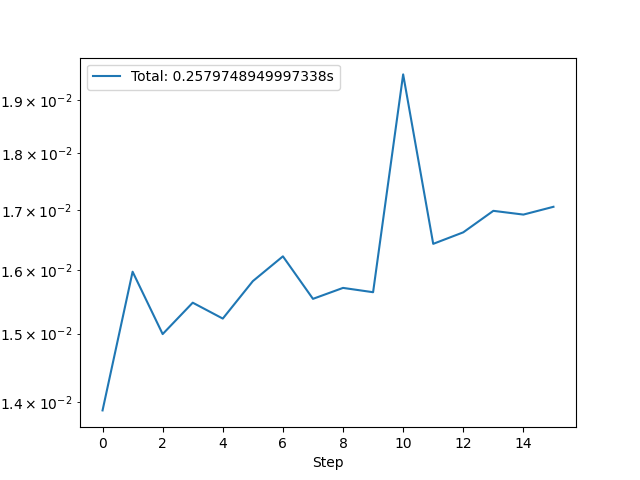 Total: 0.2579748949997338s
1.9 × 10⁻²
1.8 × 10⁻²
1.7 × 10⁻²
1.6 × 10⁻²
1.5 × 10⁻²
1.4 × 10⁻²
0 2 4 6 8 10 12 14
Step